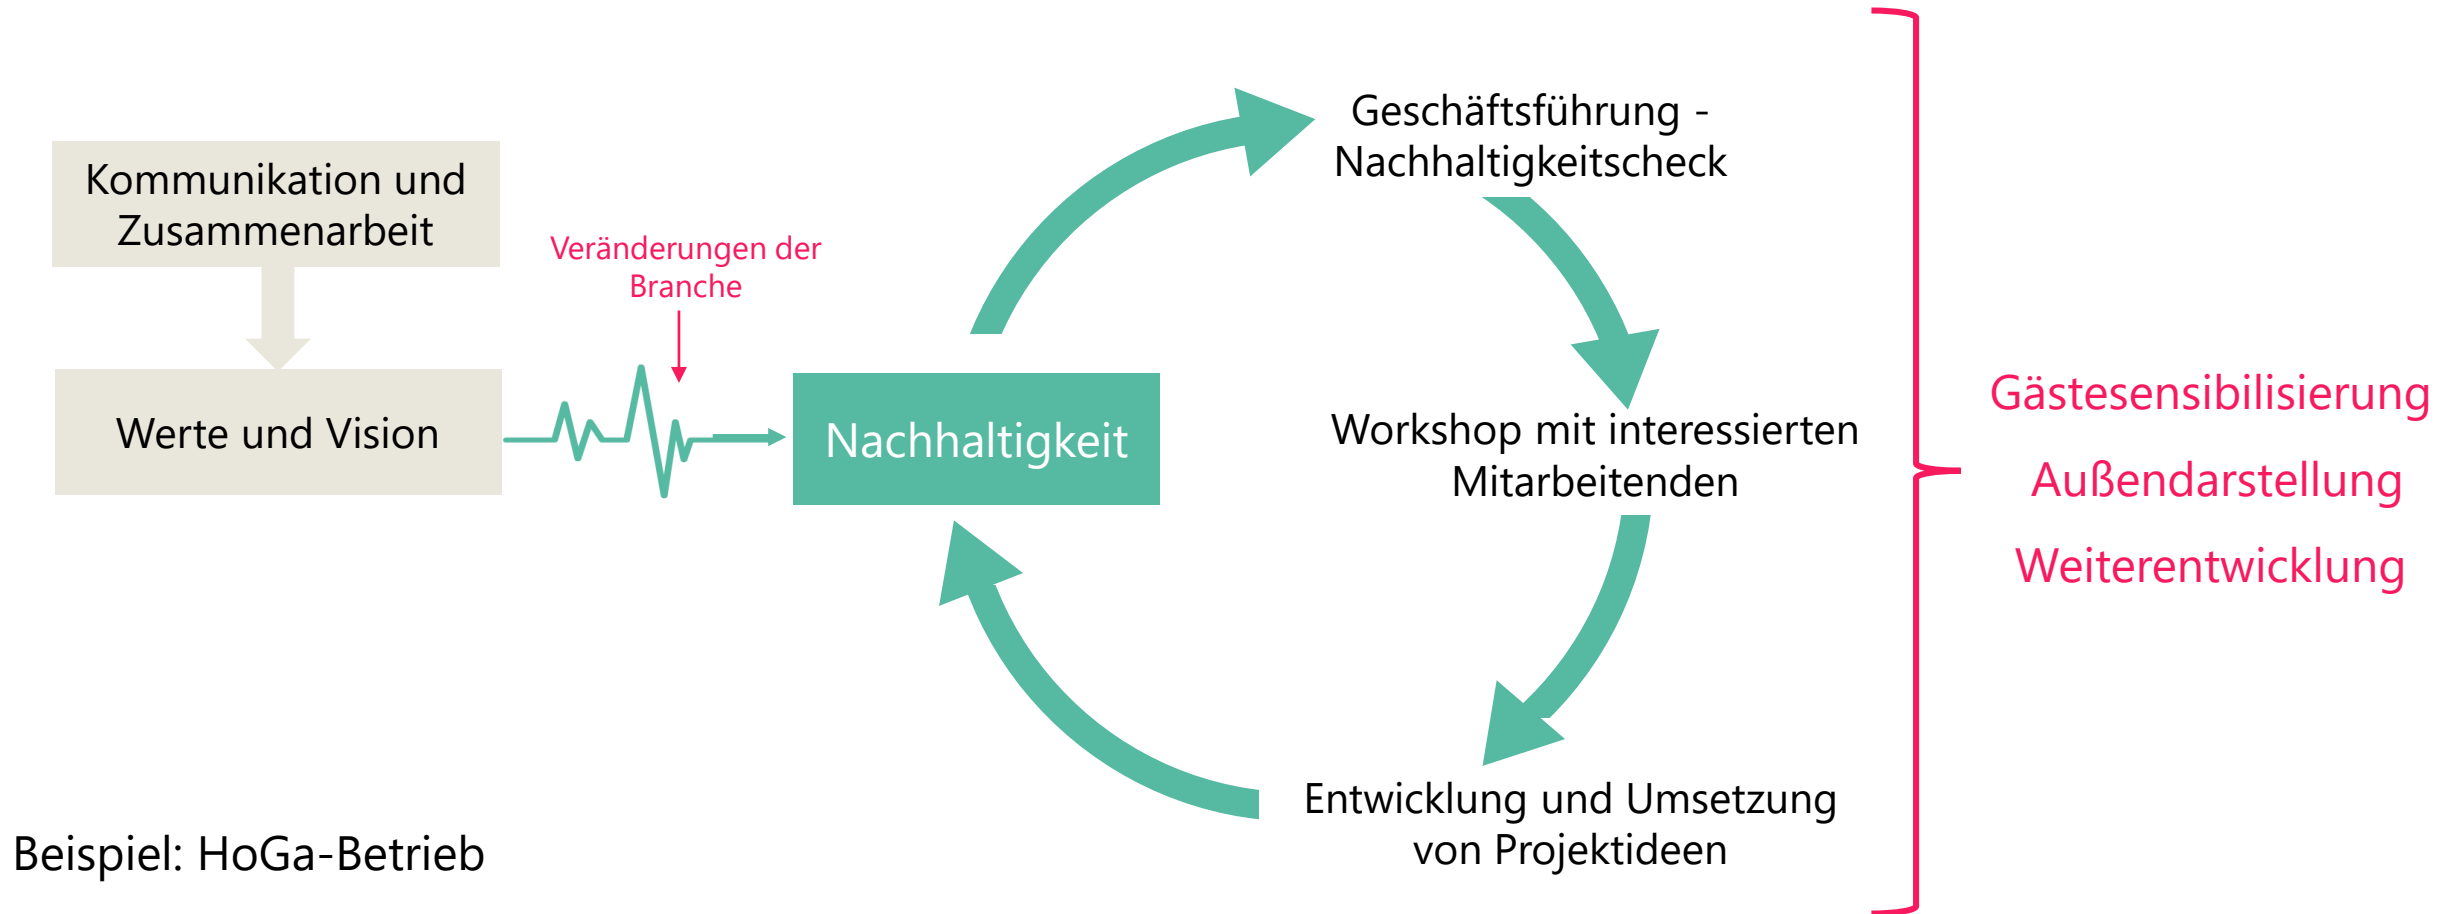 Kommunikation und
Zusammenarbeit
Werte und Vision
Veränderungen der
Branche
Nachhaltigkeit
Geschäftsführung -
Nachhaltigkeitscheck
Workshop mit interessierten
Mitarbeitenden
Entwicklung und Umsetzung
von Projektideen
Gästesensibilisierung
Außendarstellung
Weiterentwicklung
Beispiel: HoGa-Betrieb